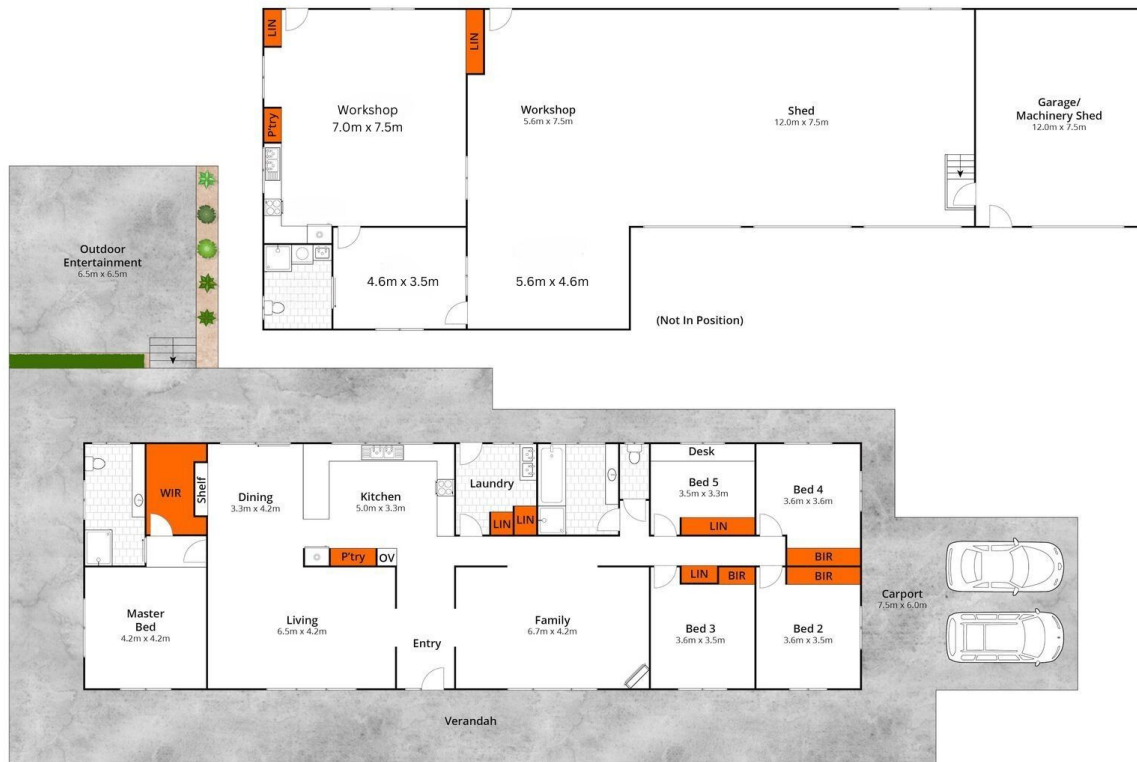 LIN
LIN
P'try
Workshop
7.0m x 7.5m
Workshop
5.6m x 7.5m
Shed
12.0m x 7.5m
Garage/
Machinery Shed
12.0m x 7.5m
Outdoor
Entertainment
6.5m x 6.5m
4.6m x 3.5m
5.6m x 4.6m
(Not In Position)
WIR
Shelf
Dining
3.3m x 4.2m
Kitchen
5.0m x 3.3m
Laundry
LIN
LIN
Desk
Bed 5
3.5m x 3.3m
LIN
Bed 4
3.6m x 3.6m
BIR
P'try
OV
LIN
BIR
BIR
Master
Bed
4.2m x 4.2m
Living
6.5m x 4.2m
Entry
Family
6.7m x 4.2m
Bed 3
3.6m x 3.5m
Bed 2
3.6m x 3.5m
Carport
7.5m x 6.0m
Verandah